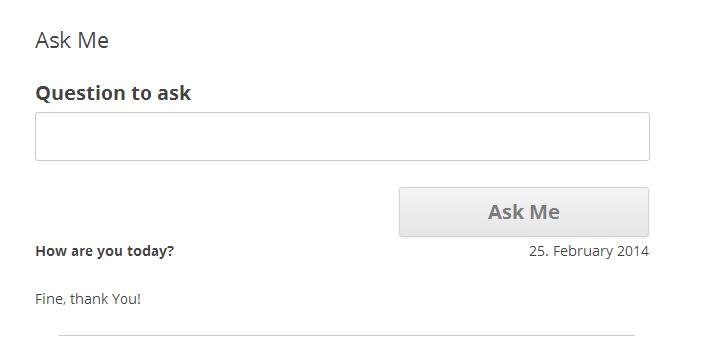 Ask Me
Question to ask
Ask Me
How are you today? 25. February 2014
Fine, thank You!